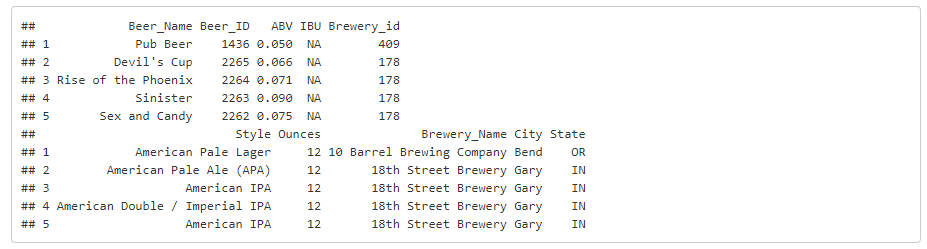 ##             Beer_Name Beer_ID   ABV IBU Brewery_id
## 1            Pub Beer    1436 0.050  NA        409
## 2         Devil's Cup    2265 0.066  NA        178
## 3 Rise of the Phoenix    2264 0.071  NA        178
## 4            Sinister    2263 0.090  NA        178
## 5       Sex and Candy    2262 0.075  NA        178
##                            Style Ounces              Brewery_Name City State
## 1            American Pale Lager     12 10 Barrel Brewing Company Bend    OR
## 2        American Pale Ale (APA)     12       18th Street Brewery Gary    IN
## 3                   American IPA     12       18th Street Brewery Gary    IN
## 4 American Double / Imperial IPA     12       18th Street Brewery Gary    IN
## 5                   American IPA     12       18th Street Brewery Gary    IN